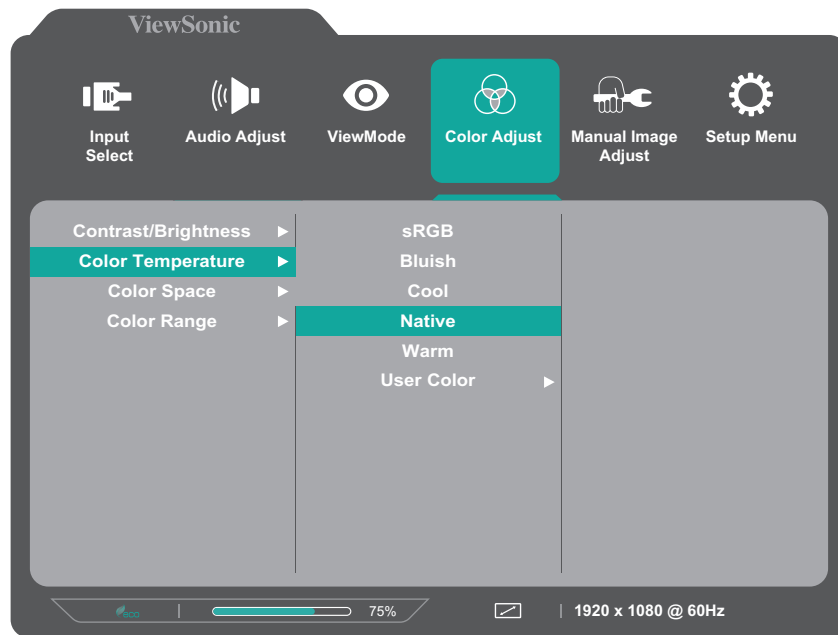 ViewSonic
Input Select
Audio Adjust
ViewMode
Color Adjust
Manual Image Adjust
Setup Menu
Contrast/Brightness
Color Temperature
Color Space
Color Range
sRGB
Bluish
Cool
Native
Warm
User Color
eco
75%
1920 x 1080 @ 60Hz